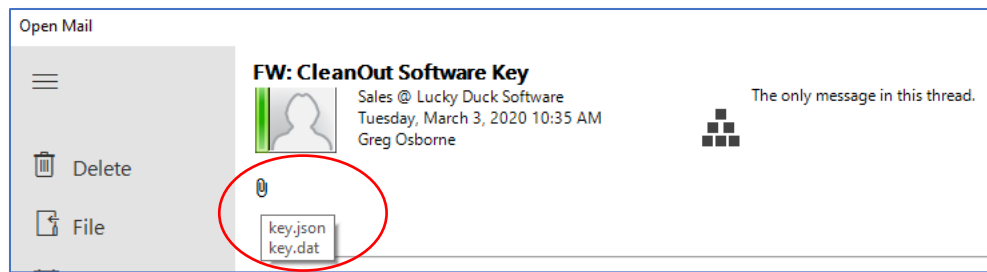 Open Mail
FW: CleanOut Software Key
Sales @ Lucky Duck Software
Tuesday, March 3, 2020 10:35 AM
Greg Osborne
The only message in this thread.
Delete
File
key.json
key.dat